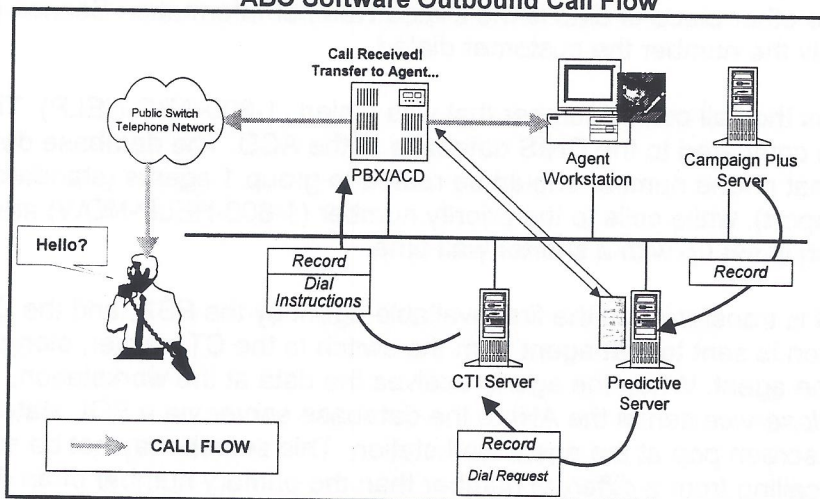 ABC Software Outbound Call Flow
Call Received!
Transfer to Agent...
Public Switch
Telephone Network
PBX/ACD
Agent
Workstation
Campaign Plus
Server
Hello?
Record
Dial
Instructions
Record
CTI Server
Predictive
Server
Record
Dial Request
CALL FLOW